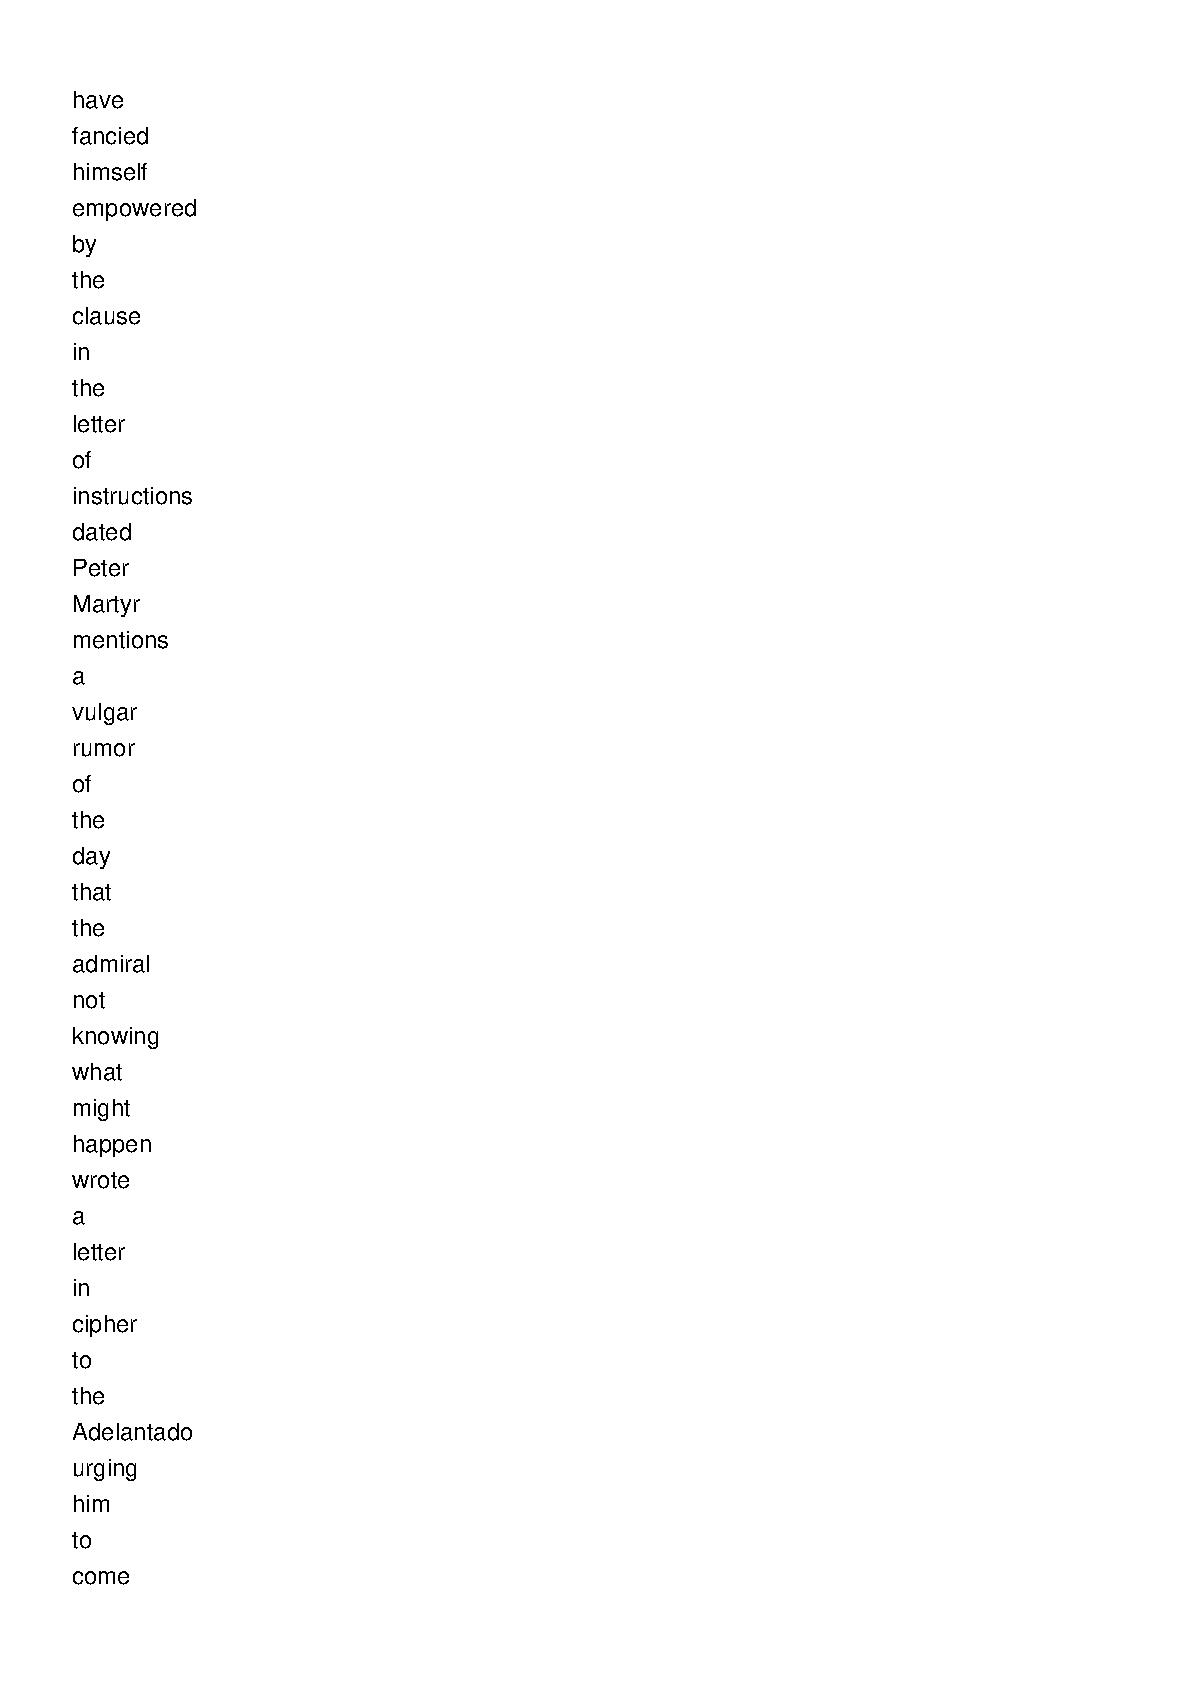 have
fancied
himself
empowered
by
the
clause
in
the
letter
of
instructions
dated
Peter
Martyr
mentions
a
vulgar
rumor
of
the
day
that
the
admiral
not
knowing
what
might
happen
wrote
a
letter
in
cipher
to
the
Adelantado
urging
him
to
come